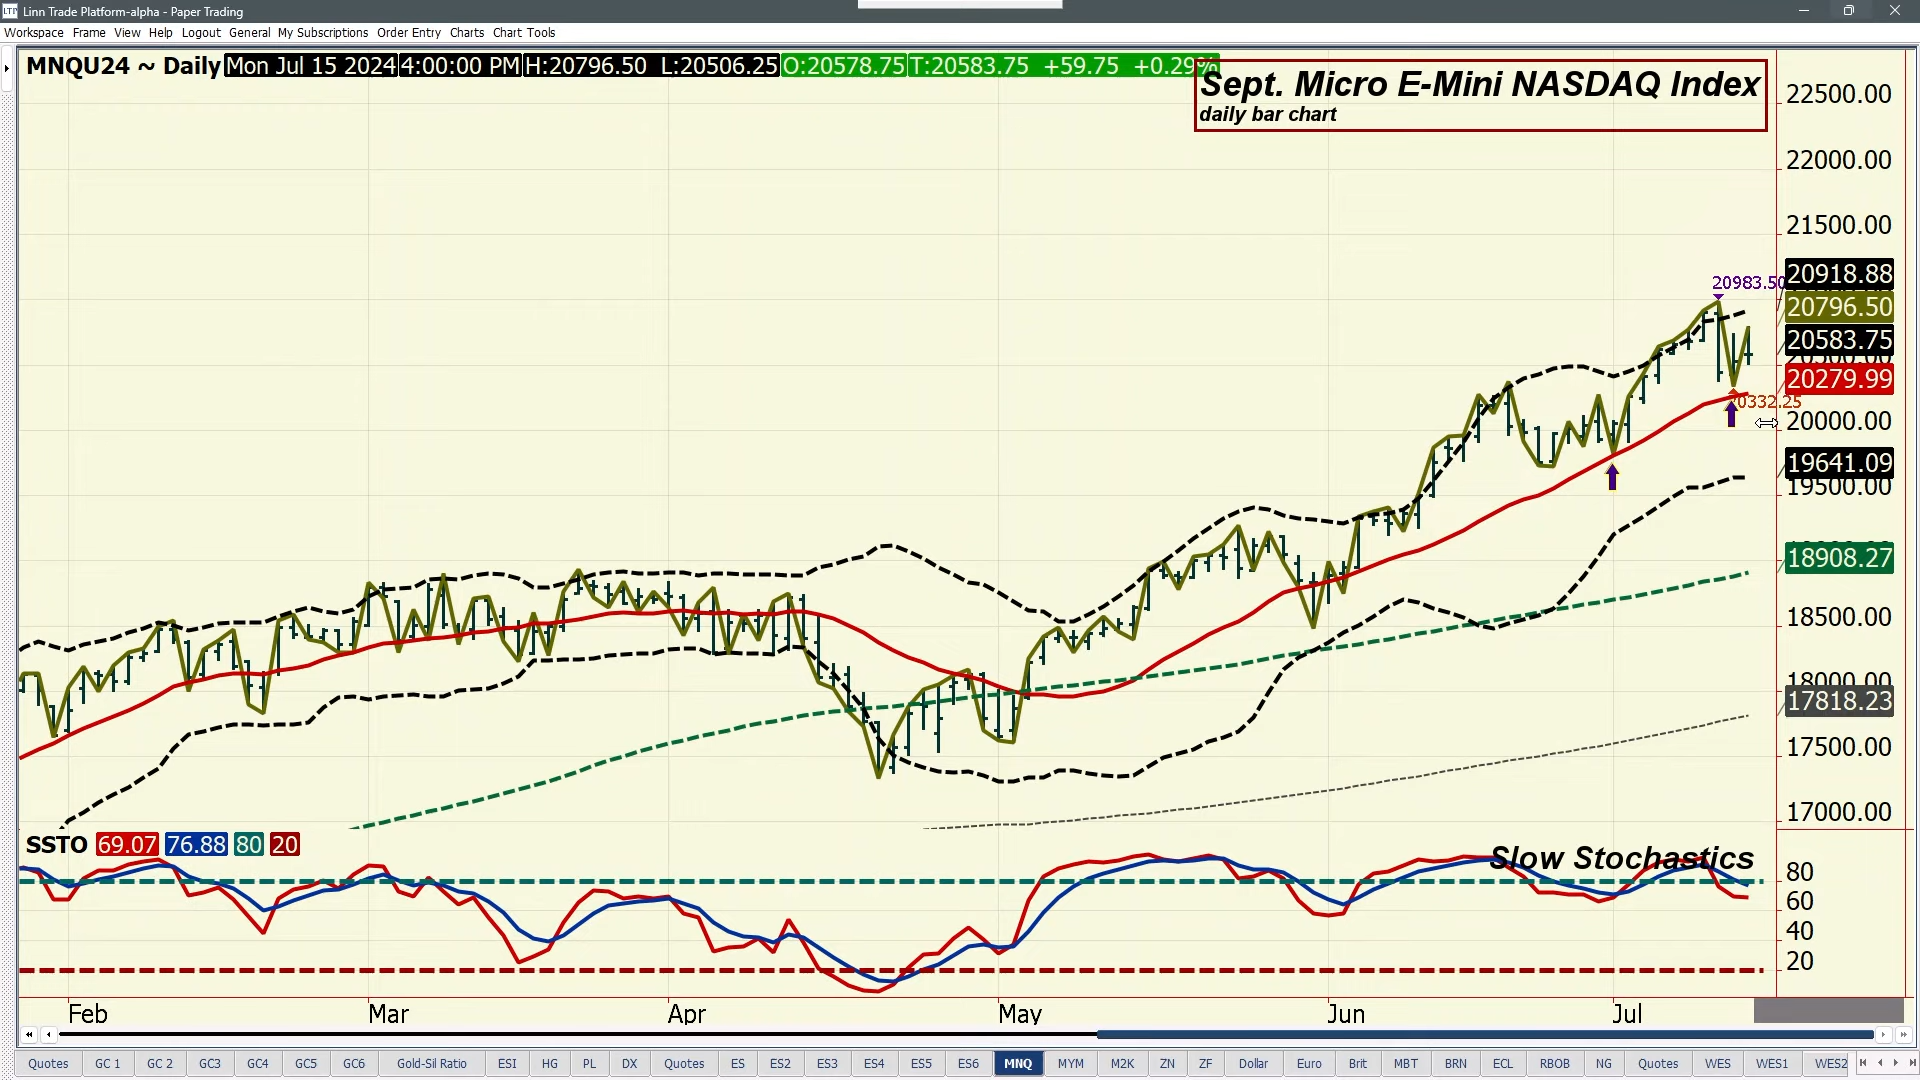 Linn Trade Platform-alpha - Paper Trading
Workspace Frame View Help Logout General My Subscriptions Order Entry Charts Chart Tools
MNQU24 ~ Daily Mon Jul 15 2024 4:00:00 PM H:20796.50 L:20506.25 O:20578.75 T:20583.75 +59.75 +0.29%
Sept. Micro E-Mini NASDAQ Index
daily bar chart
22500.00
22000.00
21500.00
20983.50
20918.88
20796.50
20583.75
20500.00
20279.99
0332.25
20000.00
19641.09
19500.00
18908.27
18500.00
18000.00
17818.23
17500.00
17000.00
SSTO 69.07 76.88 80 20
Slow Stochastics
80
60
40
20
Feb Mar Apr May Jun Jul
Quotes GC 1 GC 2 GC3 GC4 GC5 GC6 Gold-Sil Ratio ESI HG PL DX Quotes ES ES2 ES3 ES4 ES5 ES6 MNQ MYM M2K ZN ZF Dollar Euro Brit MBT BRN ECL RBOB NG Quotes WES WES1 WES2